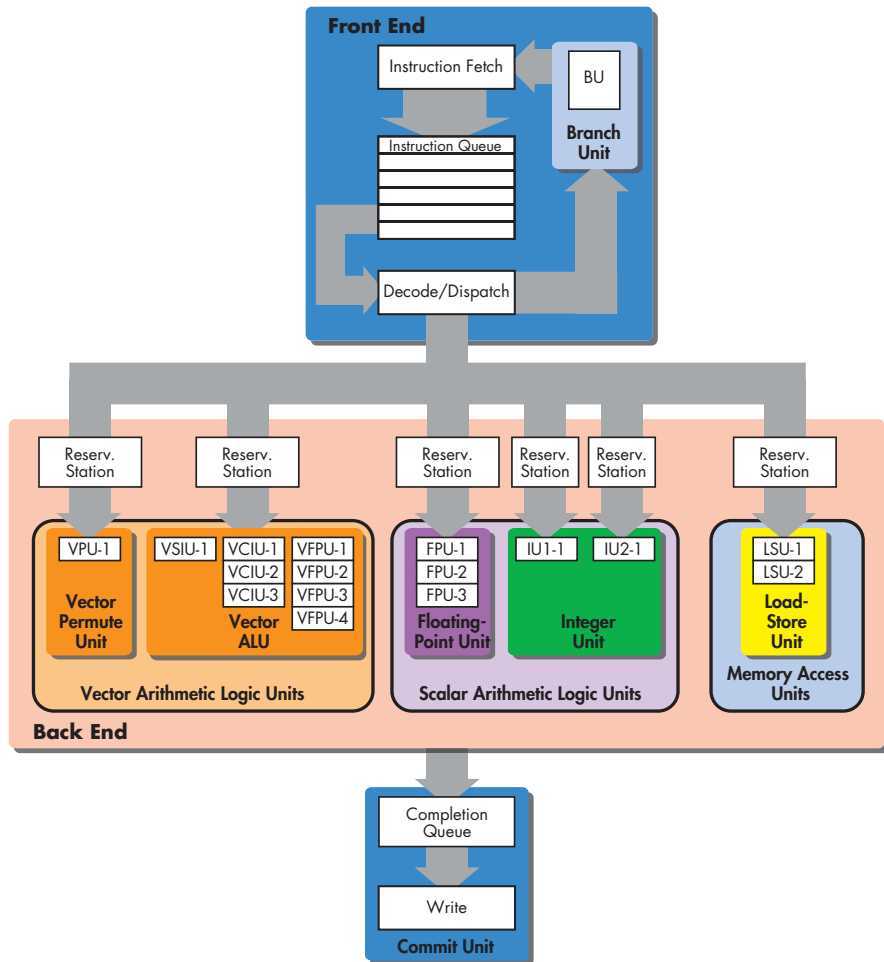 Front End
Instruction Fetch
BU
Branch
Unit
Instruction Queue
Decode/Dispatch
Reserv.
Station
Reserv.
Station
Reserv.
Station
Reserv.
Station
Reserv.
Station
Reserv.
Station
VPU-1
Vector
Permute
Unit
VSIU-1
VCIU-1
VCIU-2
VCIU-3
VFPU-1
VFPU-2
VFPU-3
VFPU-4
Vector
ALU
Vector Arithmetic Logic Units
FPU-1
FPU-2
FPU-3
Floating-
Point Unit
IU1-1
IU2-1
Integer
Unit
Scalar Arithmetic Logic Units
LSU-1
LSU-2
Load-
Store
Unit
Memory Access
Units
Back End
Completion
Queue
Write
Commit Unit